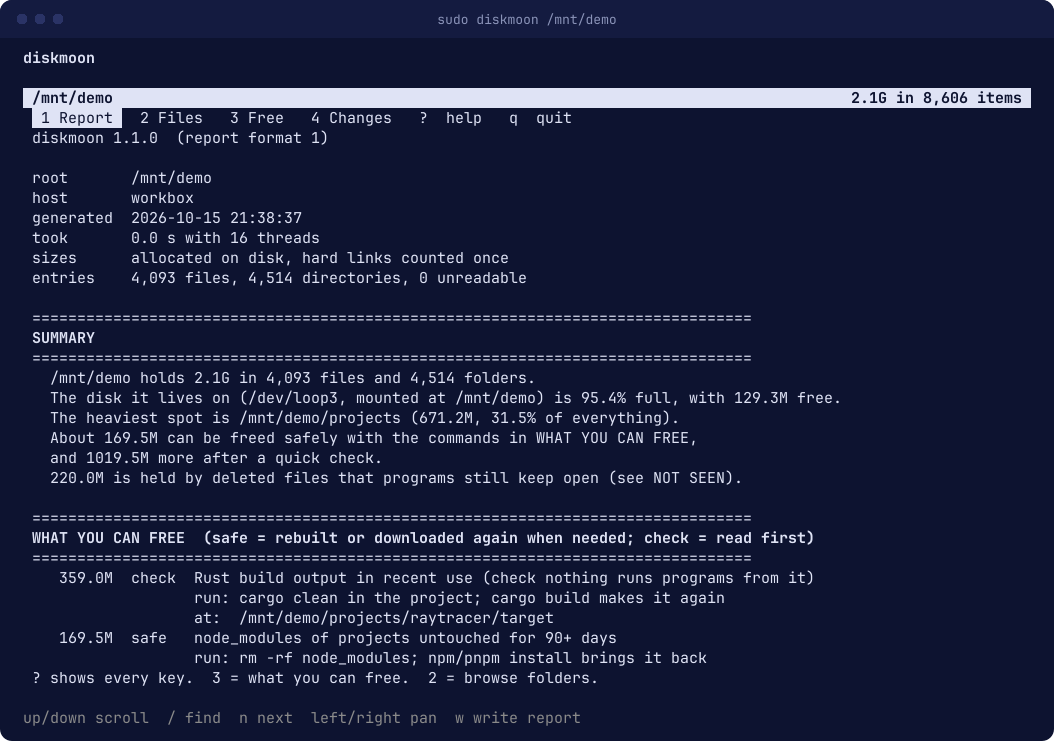 sudo diskmoon /mnt/demo
diskmoon
/mnt/demo 2.1G in 8,606 items
1 Report 2 Files 3 Free 4 Changes ? help q quit
diskmoon 1.1.0 (report format 1)
root /mnt/demo
host workbox
generated 2026-10-15 21:38:37
took 0.0 s with 16 threads
sizes allocated on disk, hard links counted once
entries 4,093 files, 4,514 directories, 0 unreadable
================================================================================
SUMMARY
================================================================================
/mnt/demo holds 2.1G in 4,093 files and 4,514 folders.
The disk it lives on (/dev/loop3, mounted at /mnt/demo) is 95.4% full, with 129.3M free.
The heaviest spot is /mnt/demo/projects (671.2M, 31.5% of everything).
About 169.5M can be freed safely with the commands in WHAT YOU CAN FREE,
and 1019.5M more after a quick check.
220.0M is held by deleted files that programs still keep open (see NOT SEEN).
================================================================================
WHAT YOU CAN FREE (safe = rebuilt or downloaded again when needed; check = read first)
================================================================================
359.0M check Rust build output in recent use (check nothing runs programs from it)
run: cargo clean in the project; cargo build makes it again
at: /mnt/demo/projects/raytracer/target
169.5M safe node_modules of projects untouched for 90+ days
run: rm -rf node_modules; npm/pnpm install brings it back
? shows every key. 3 = what you can free. 2 = browse folders.
up/down scroll / find n next left/right pan w write report